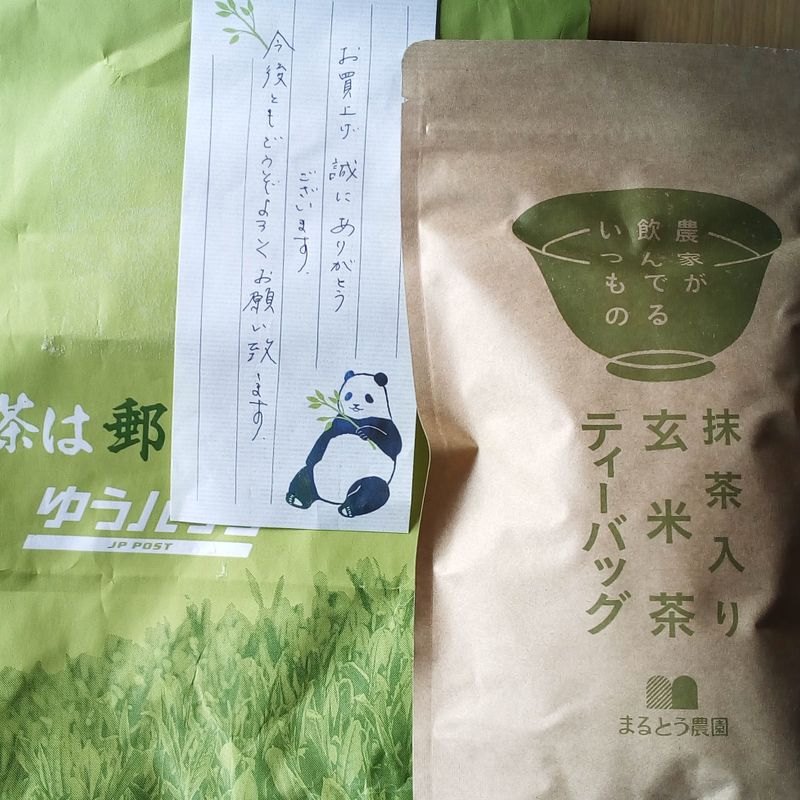 お買上げ 誠に ありがとう
ございます。
今後ともどうぞよろしくお願い致します。
農家が
飲んでる
いつもの
抹茶入り
玄米茶
ティーバッグ
まるとう農園
茶は郵
ゆうパケット
JP POST